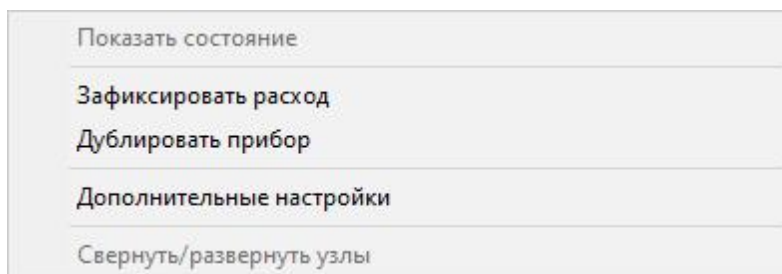 Показать состояние
Зафиксировать расход
Дублировать прибор
Дополнительные настройки
Свернуть/развернуть узлы